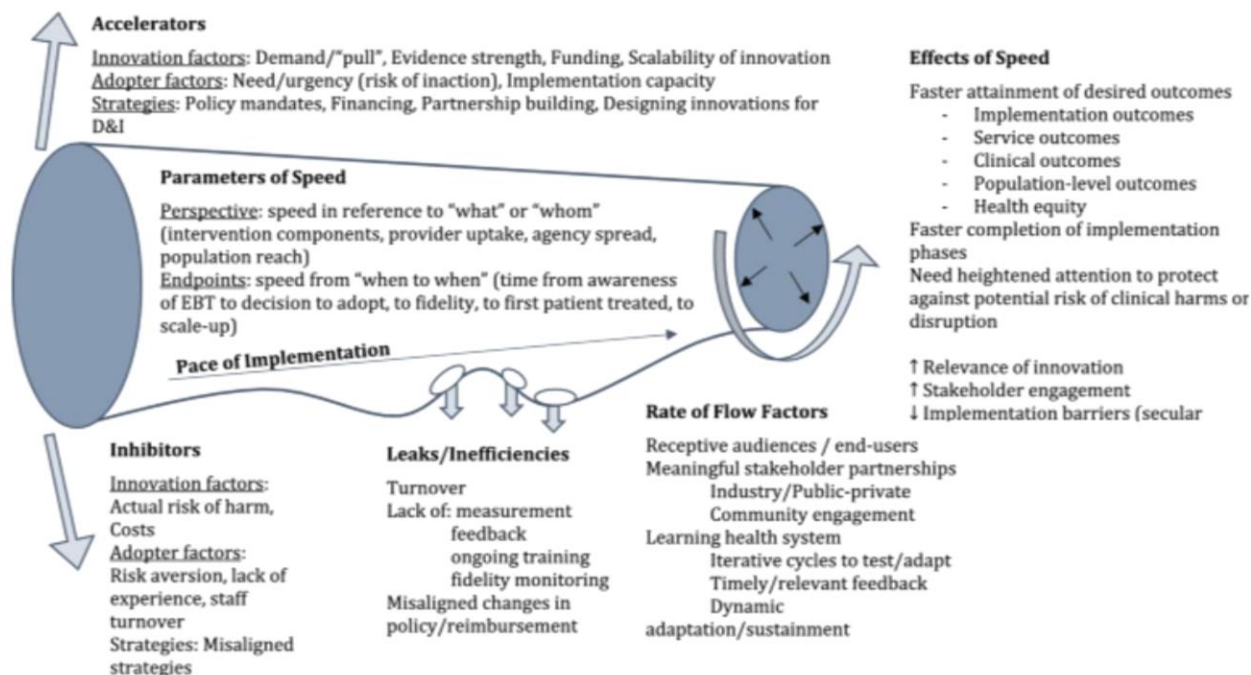 Accelerators
Innovation factors: Demand/"pull", Evidence strength, Funding, Scalability of innovation
Adopter factors: Need/urgency (risk of inaction), Implementation capacity
Strategies: Policy mandates, Financing, Partnership building, Designing innovations for
D&I
Parameters of Speed
Perspective: speed in reference to "what" or "whom"
(intervention components, provider uptake, agency spread,
population reach)
Endpoints: speed from "when to when" (time from awareness
of EBT to decision to adopt, to fidelity, to first patient treated, to
scale-up)
Pace of Implementation
Effects of Speed
Faster attainment of desired outcomes
- Implementation outcomes
- Service outcomes
- Clinical outcomes
- Population-level outcomes
- Health equity
Faster completion of implementation
phases
Need heightened attention to protect
against potential risk of clinical harms or
disruption
↑ Relevance of innovation
↑ Stakeholder engagement
↓ Implementation barriers (secular
Inhibitors
Innovation factors:
Actual risk of harm,
Costs
Adopter factors:
Risk aversion, lack of
experience, staff
turnover
Strategies: Misaligned
strategies
Leaks/Inefficiencies
Turnover
Lack of: measurement
feedback
ongoing training
fidelity monitoring
Misaligned changes in
policy/reimbursement
Rate of Flow Factors
Receptive audiences / end-users
Meaningful stakeholder partnerships
Industry/Public-private
Community engagement
Learning health system
Iterative cycles to test/adapt
Timely/relevant feedback
Dynamic
adaptation/sustainment